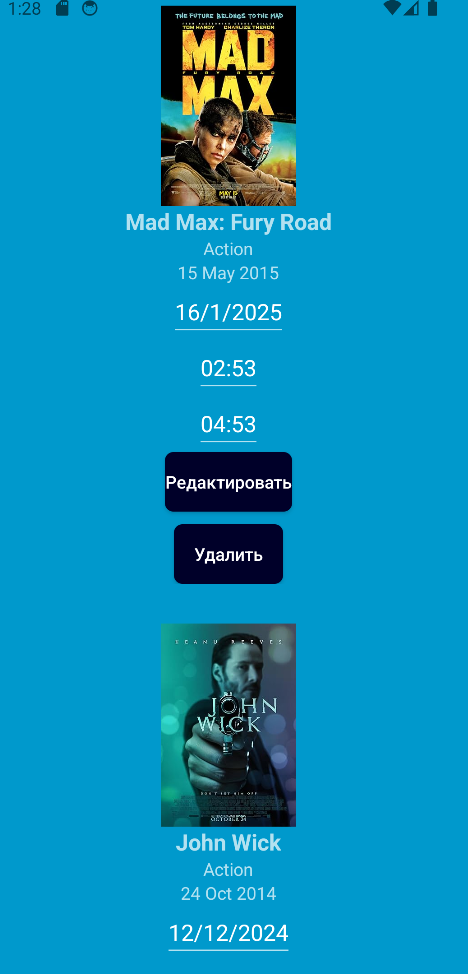 1:28
THE FUTURE BELONGS TO THE MAD
TOM HARDY CHARLIZE THERON
MAD
MAX
FURY ROAD
MAY 15
Mad Max: Fury Road
Action
15 May 2015
16/1/2025
02:53
04:53
Редактировать
Удалить
KEANU REEVES
JOHN
WICK
DON'T SET HIM OFF
OCTOBER 24
John Wick
Action
24 Oct 2014
12/12/2024